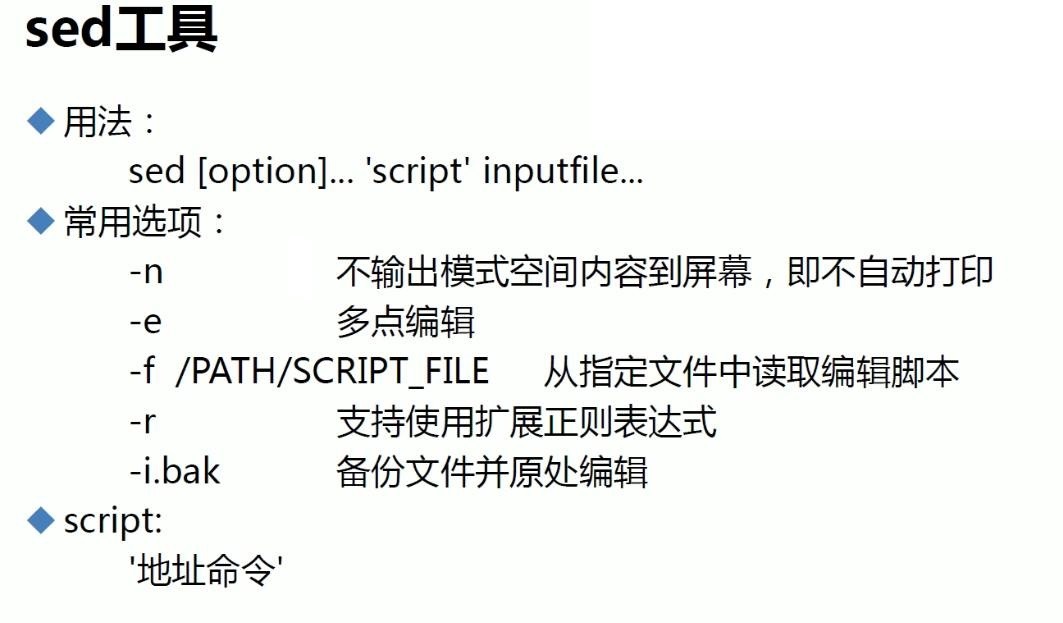 sed工具
用法：
sed [option]... 'script' inputfile...
常用选项：
-n 不输出模式空间内容到屏幕，即不自动打印
-e 多点编辑
-f /PATH/SCRIPT_FILE 从指定文件中读取编辑脚本
-r 支持使用扩展正则表达式
-i.bak 备份文件并原处编辑
script:
'地址命令'